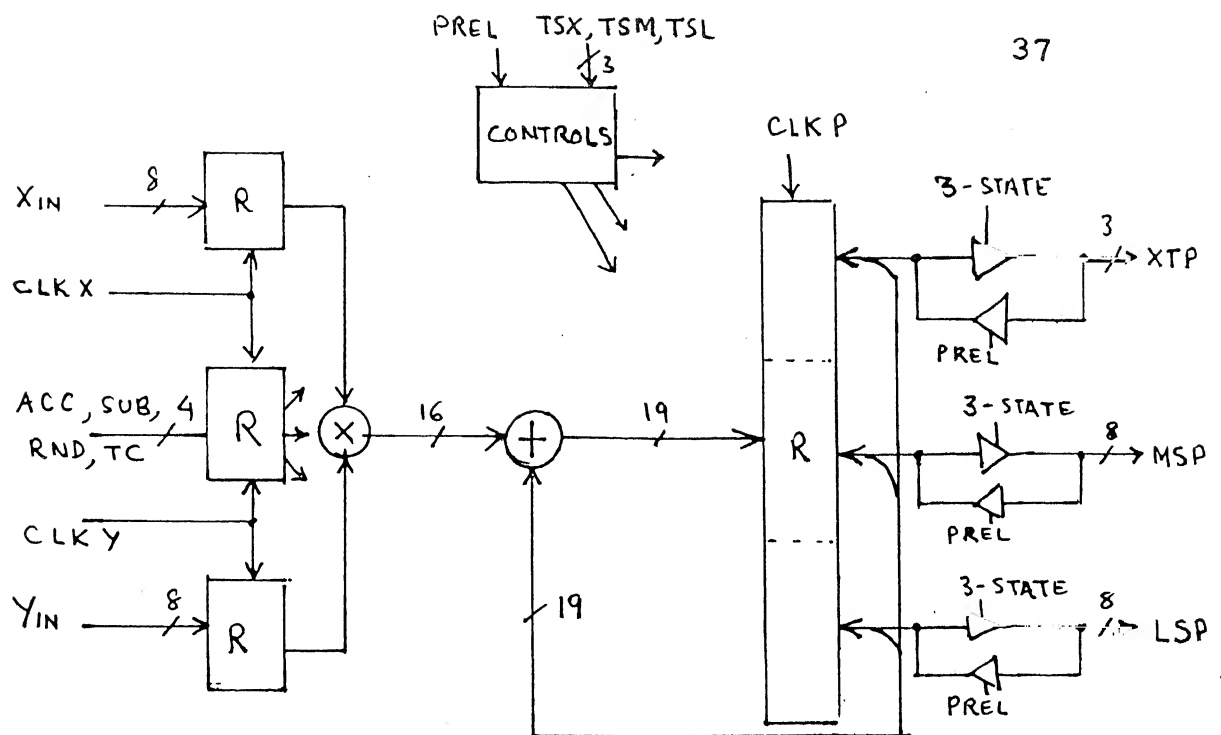 37
PREL
TSX, TSM, TSL
3
CONTROLS
CLK P
XIN
8
R
CLK X
ACC, SUB,
RND, TC
4
R
CLK Y
YIN
8
R
X
16
+
19
19
R
3-STATE
3
XTP
PREL
3-STATE
8
MSP
PREL
3-STATE
8
LSP
PREL